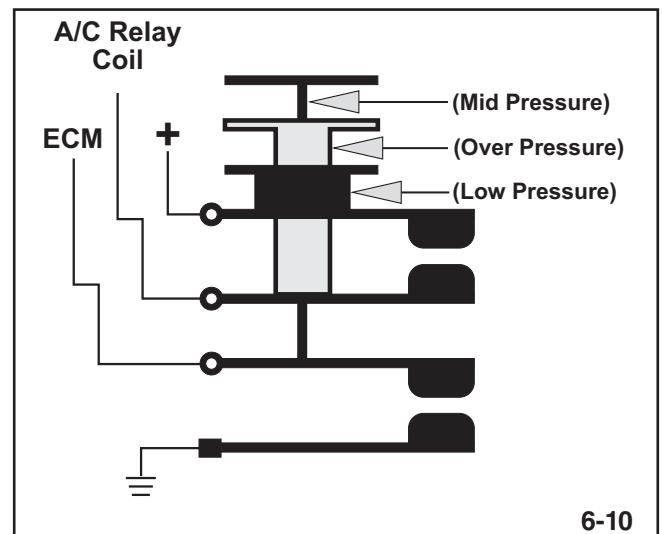 A/C Relay
Coil
ECM
+
(Mid Pressure)
(Over Pressure)
(Low Pressure)
6-10